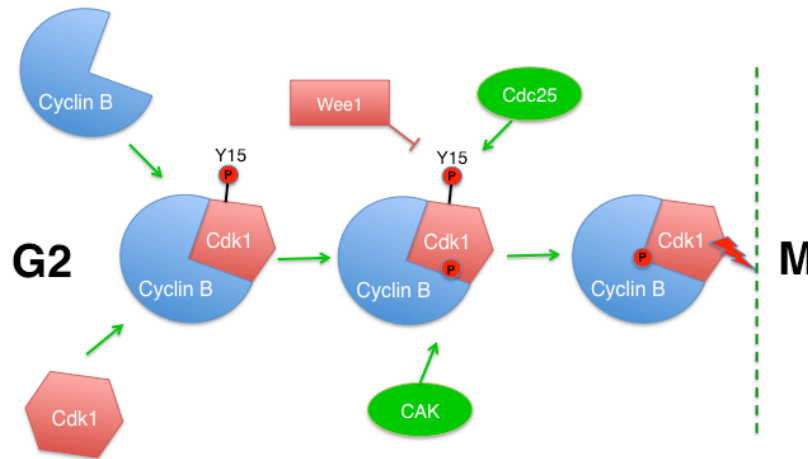 Cyclin B
Wee1
Cdc25
Y15
P
Y15
P
G2
Cdk1
Cyclin B
Cdk1
P
Cyclin B
Cdk1
P
Cyclin B
M
Cdk1
CAK